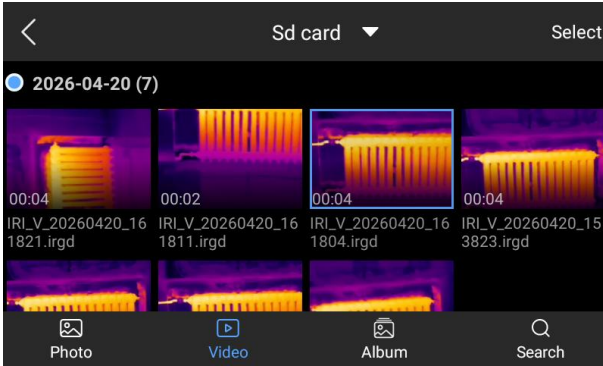 Sd card
Select
2026-04-20 (7)
00:04
00:02
00:04
00:04
IRI_V_20260420_16
1821.irgd
IRI_V_20260420_16
1811.irgd
IRI_V_20260420_16
1804.irgd
IRI_V_20260420_15
3823.irgd
Photo
Video
Album
Search